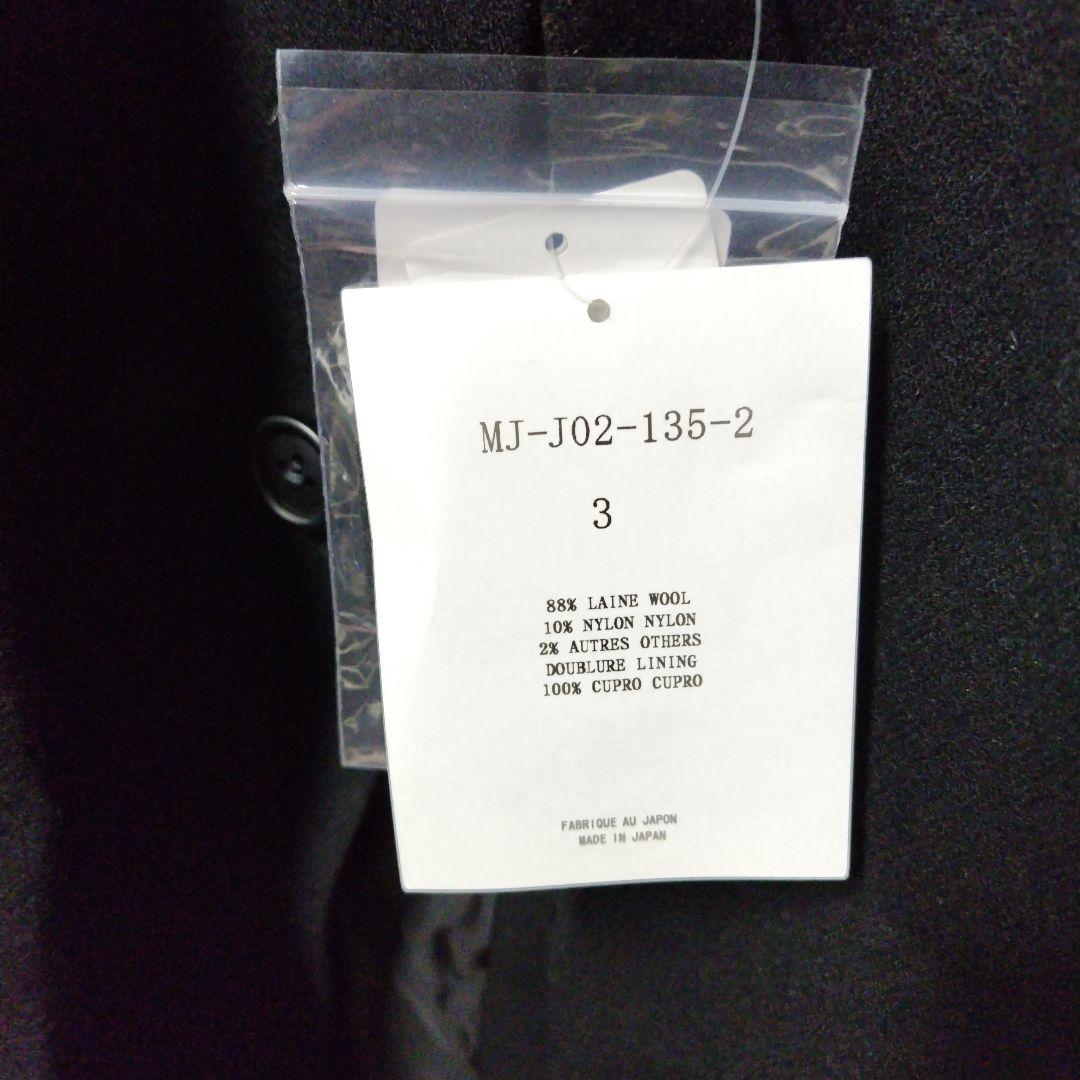 MJ-J02-135-2
3
88% LAINE WOOL
10% NYLON NYLON
2% AUTRES OTHERS
DOUBLURE LINING
100% CUPRO CUPRO
FABRIQUE AU JAPON
MADE IN JAPAN